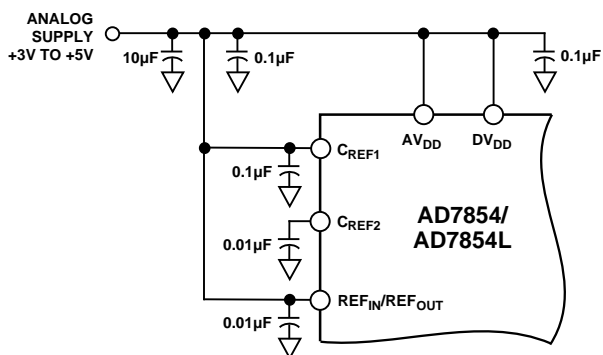 ANALOG
SUPPLY
+3V TO +5V
10µF
0.1µF
0.1µF
AVDD
DVDD
CREF1
0.1µF
CREF2
0.01µF
AD7854/
AD7854L
REFIN/REFOUT
0.01µF